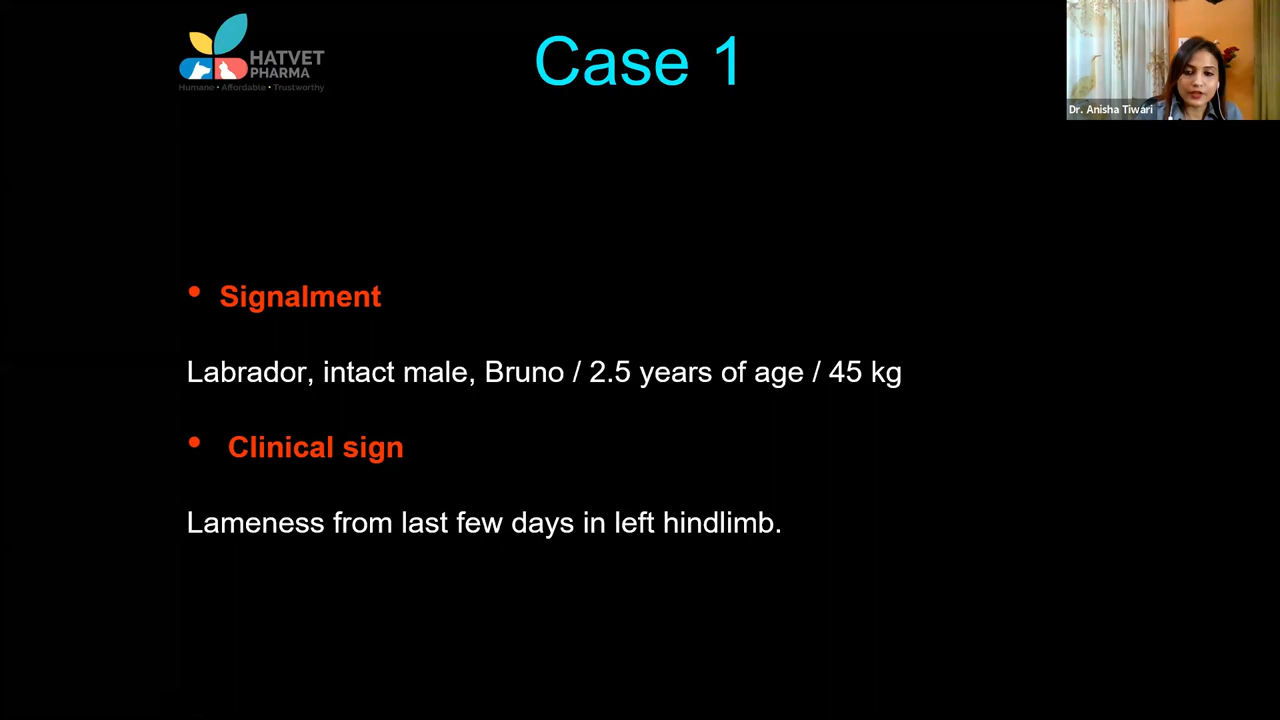 HATVET
PHARMA
Humane • Affordable • Trustworthy
Case 1
Dr. Anisha Tiwari
• Signalment
Labrador, intact male, Bruno / 2.5 years of age / 45 kg
• Clinical sign
Lameness from last few days in left hindlimb.